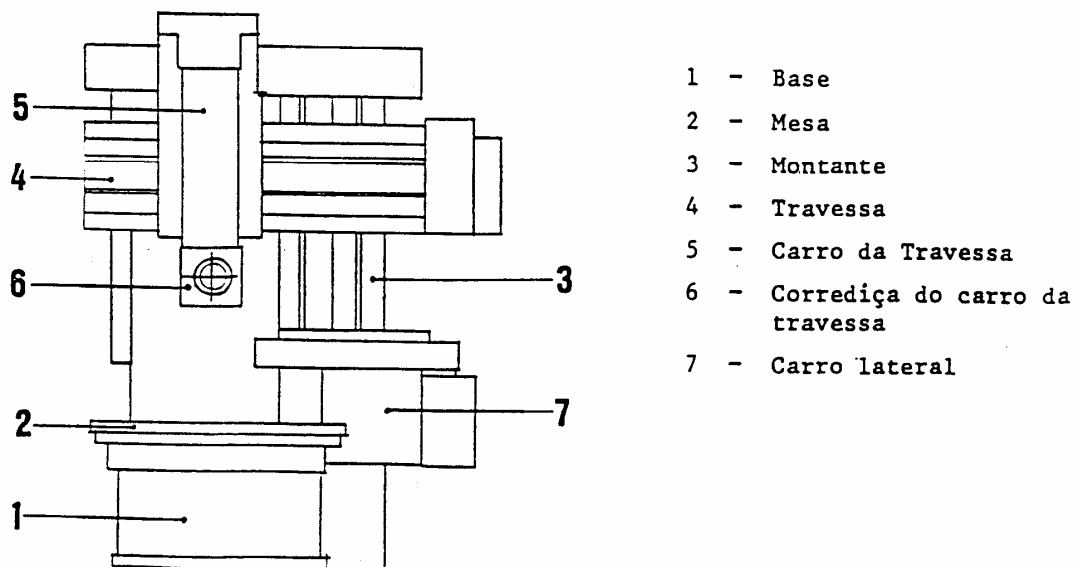 5
4
6
3
2
7
1
1 - Base
2 - Mesa
3 - Montante
4 - Travessa
5 - Carro da Travessa
6 - Corrediça do carro da
travessa
7 - Carro lateral